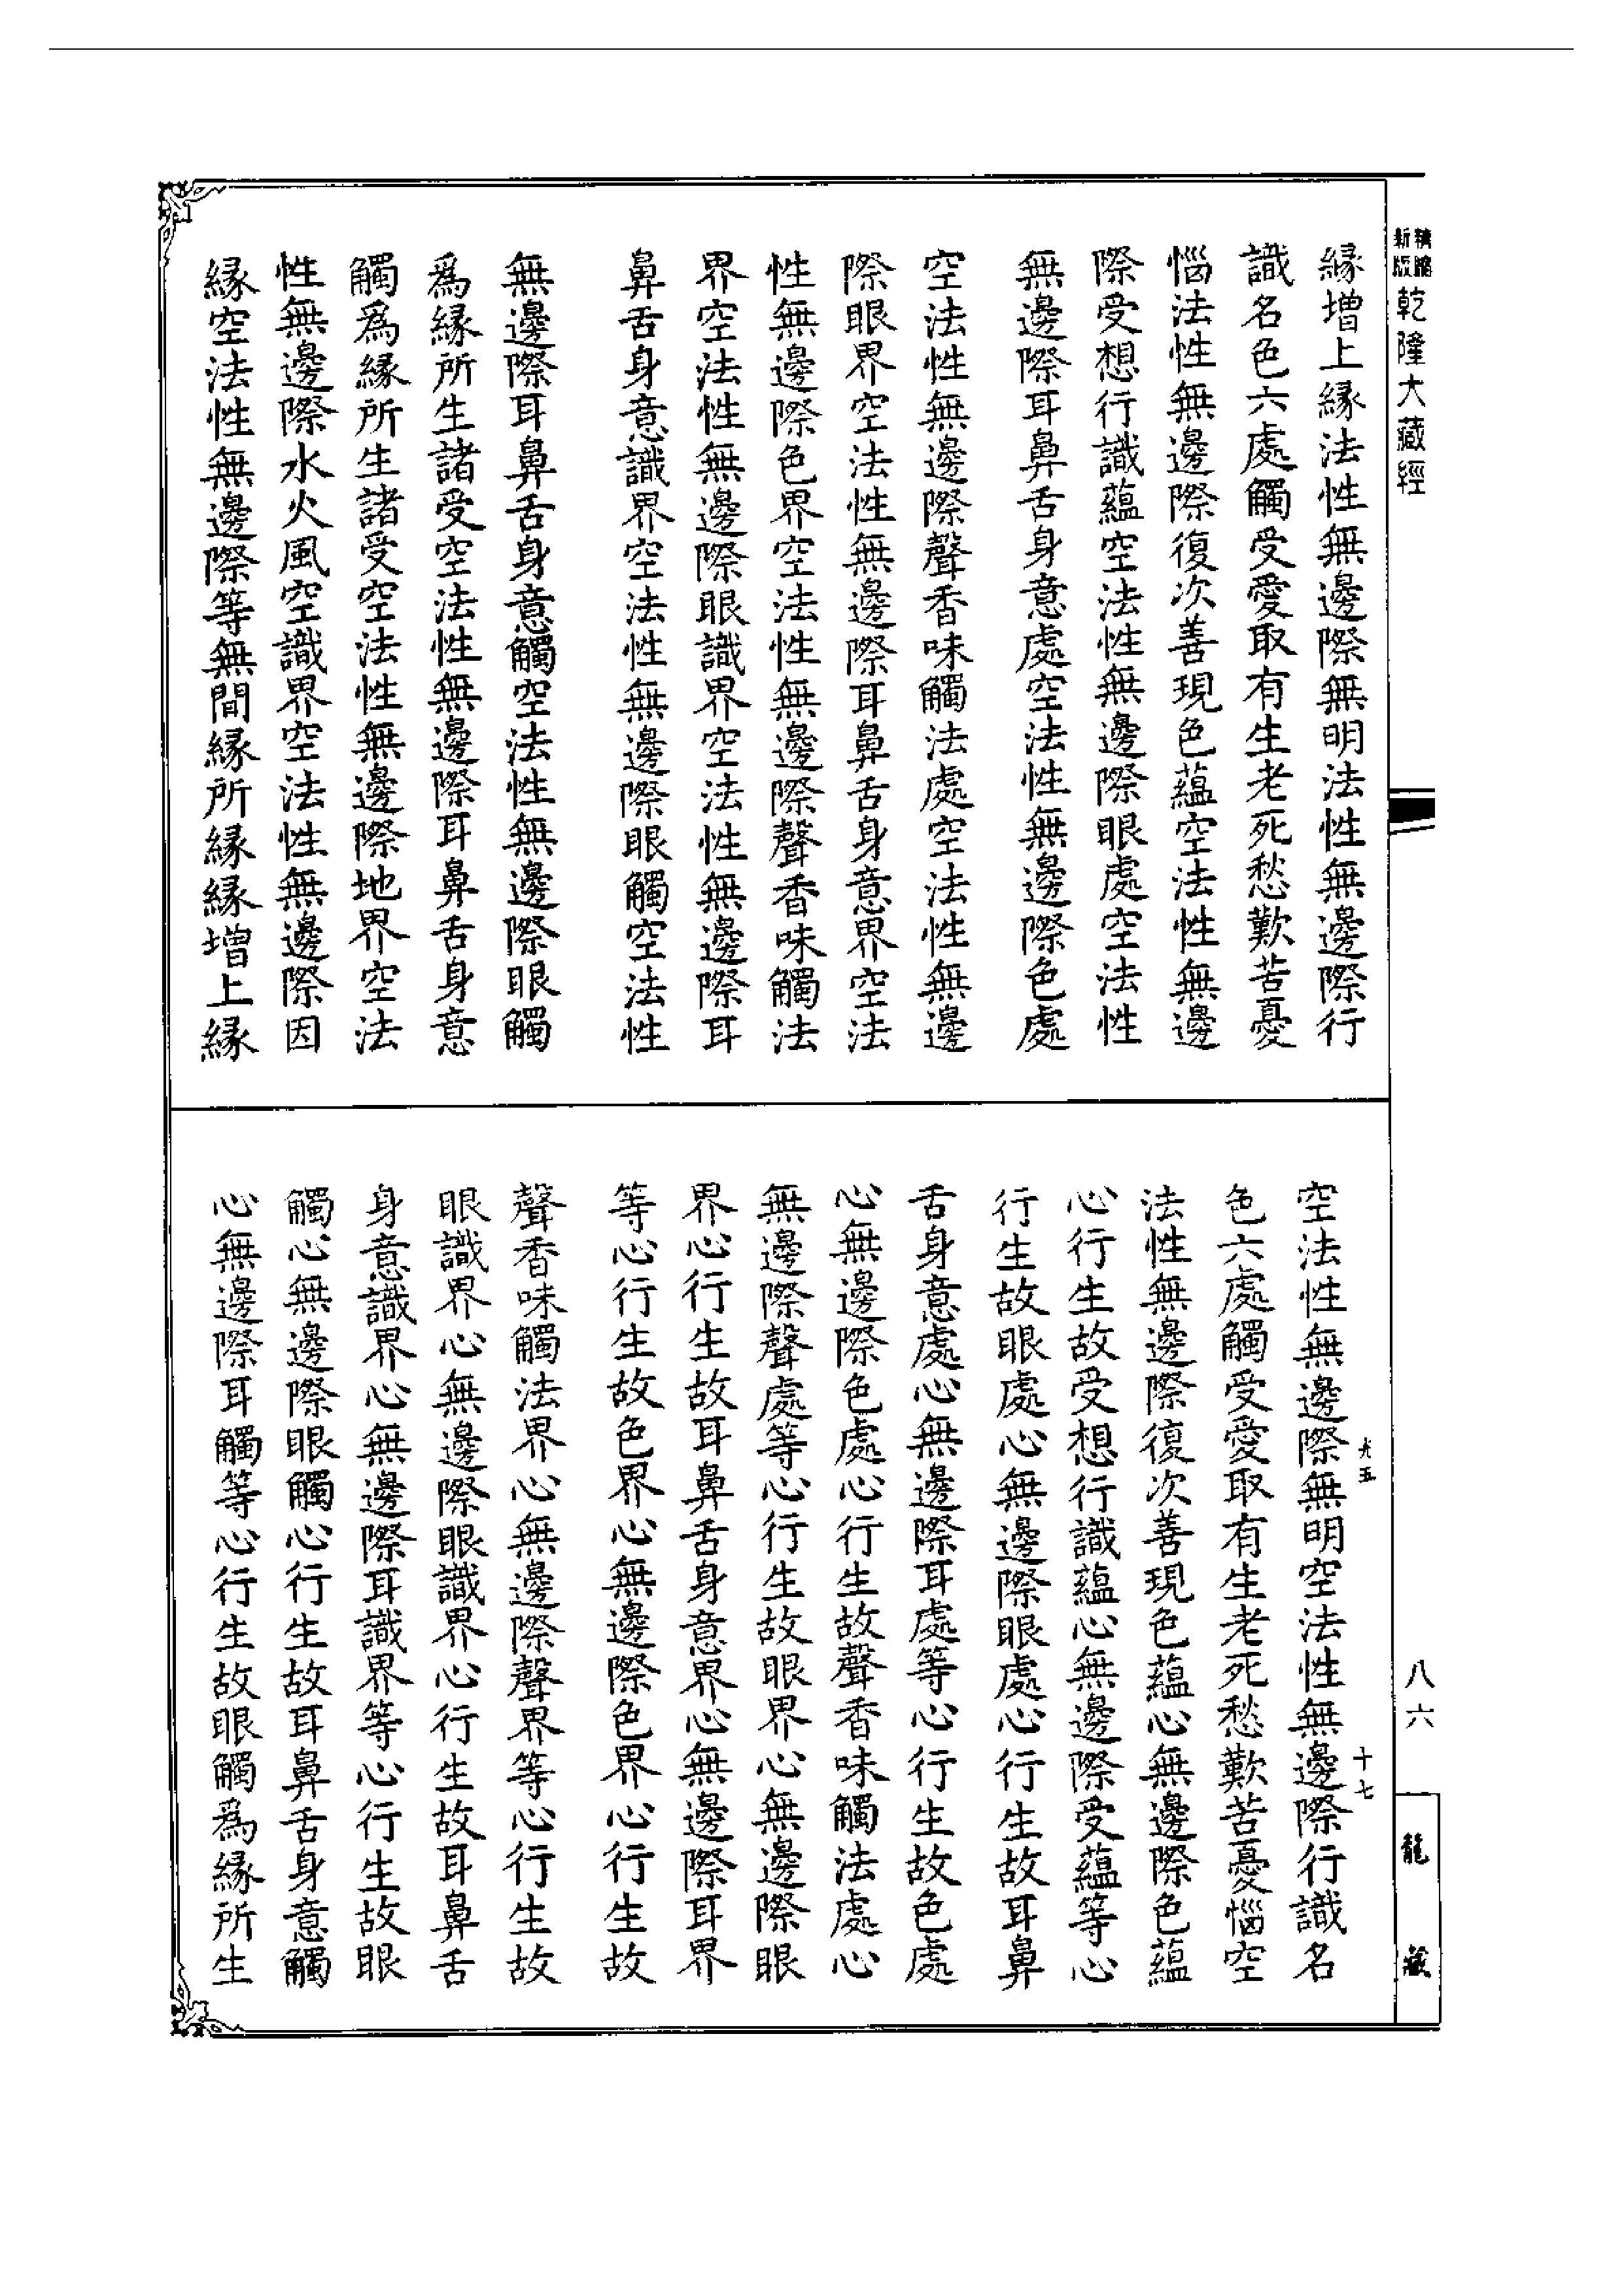 新版
精縮
乾隆大藏經
緣增上緣法性無邊際無明法性無邊際行
識名色六處觸受愛取有生老死愁歎苦憂
惱法性無邊際復次善現色蘊空法性無邊
際受想行識蘊空法性無邊際眼處空法性
無邊際耳鼻舌身意處空法性無邊際色處
空法性無邊際聲香味觸法處空法性無邊
際眼界空法性無邊際耳鼻舌身意界空法
性無邊際色界空法性無邊際聲香味觸法
界空法性無邊際眼識界空法性無邊際耳
鼻舌身意識界空法性無邊際眼觸空法性
無邊際耳鼻舌身意觸空法性無邊際眼觸
為緣所生諸受空法性無邊際耳鼻舌身意
觸為緣所生諸受空法性無邊際地界空法
性無邊際水火風空識界空法性無邊際因
緣空法性無邊際等無間緣所緣緣增上緣
空法性無邊際無明空法性無邊際行識名
色六處觸受愛取有生老死愁歎苦憂惱空
法性無邊際復次善現色蘊心無邊際色蘊
心行生故受想行識蘊心無邊際受蘊等心
行生故眼處心無邊際眼處心行生故耳鼻
舌身意處心無邊際耳處等心行生故色處
心無邊際色處心行生故聲香味觸法處心
無邊際聲處等心行生故眼界心無邊際眼
界心行生故耳鼻舌身意界心無邊際耳界
等心行生故色界心無邊際色界心行生故
聲香味觸法界心無邊際聲界等心行生故
眼識界心無邊際眼識界心行生故耳鼻舌
身意識界心無邊際耳識界等心行生故眼
觸心無邊際眼觸心行生故耳鼻舌身意觸
心無邊際耳觸等心行生故眼觸為緣所生
光五
十七
八六
龍藏